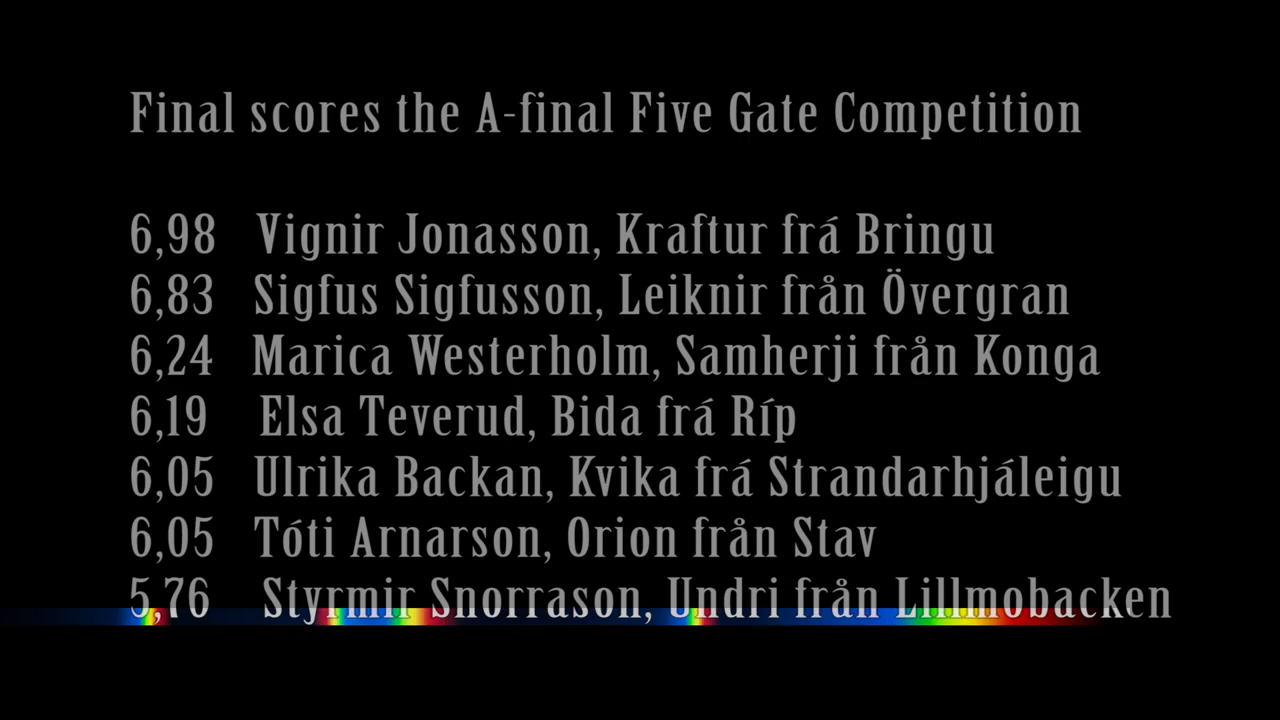 Final scores the A-final Five Gate Competition
6,98 Vignir Jonasson, Kraftur frá Bringu
6,83 Sigfus Sigfusson, Leiknir från Övergran
6,24 Marica Westerholm, Samherji från Konga
6,19 Elsa Teverud, Bida frá Ríp
6,05 Ulrika Backan, Kvika frá Strandarhjáleigu
6,05 Tóti Arnarson, Orion från Stav
5,76 Styrmir Snorrason, Undri från Lillmobacken